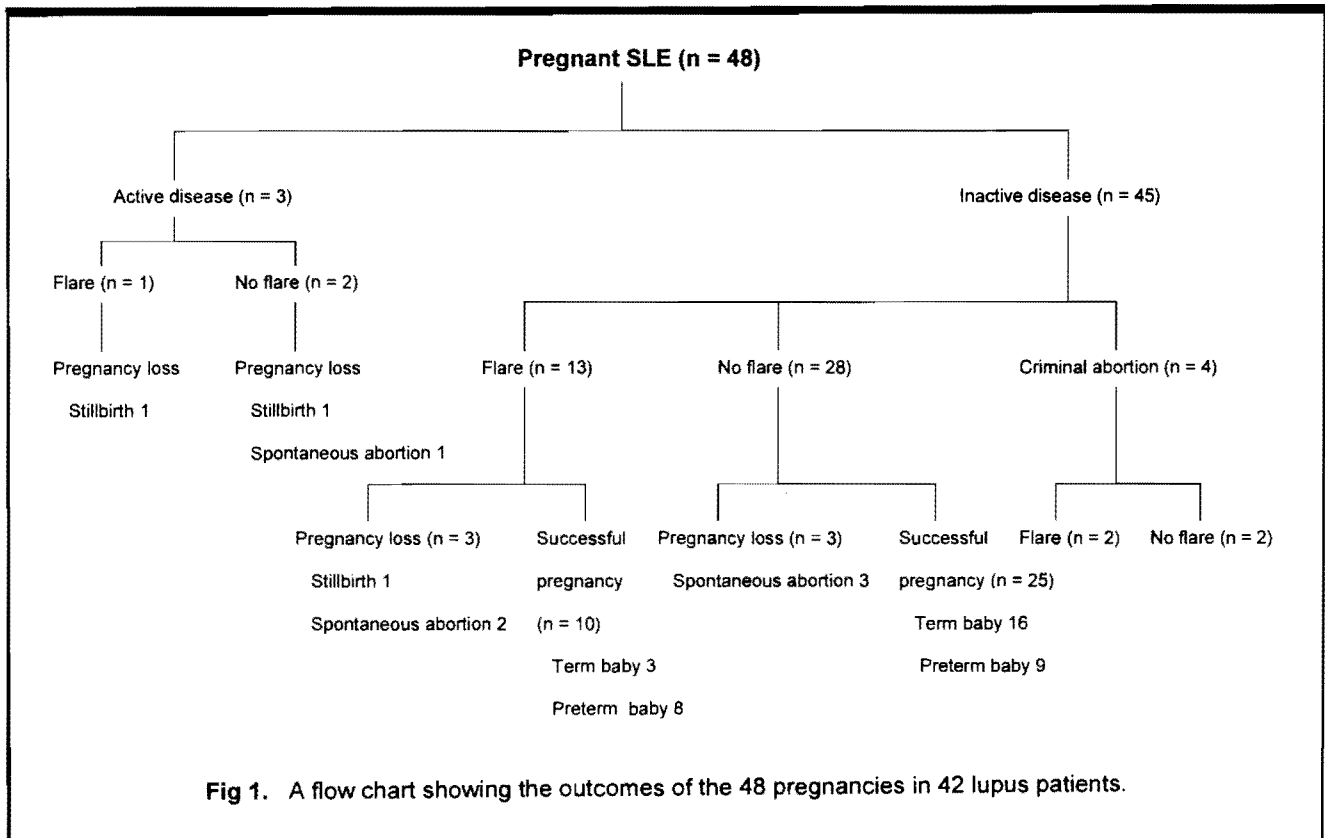 Pregnant SLE (n = 48)
Active disease (n = 3)
Inactive disease (n = 45)
Flare (n = 1)
No flare (n = 2)
Pregnancy loss
Stillbirth 1
Pregnancy loss
Stillbirth 1
Spontaneous abortion 1
Flare (n = 13)
No flare (n = 28)
Criminal abortion (n = 4)
Pregnancy loss (n = 3)
Stillbirth 1
Spontaneous abortion 2
Successful
pregnancy
(n = 10)
Term baby 3
Preterm baby 8
Pregnancy loss (n = 3)
Spontaneous abortion 3
Successful
pregnancy (n = 25)
Term baby 16
Preterm baby 9
Flare (n = 2)
No flare (n = 2)
Fig 1. A flow chart showing the outcomes of the 48 pregnancies in 42 lupus patients.